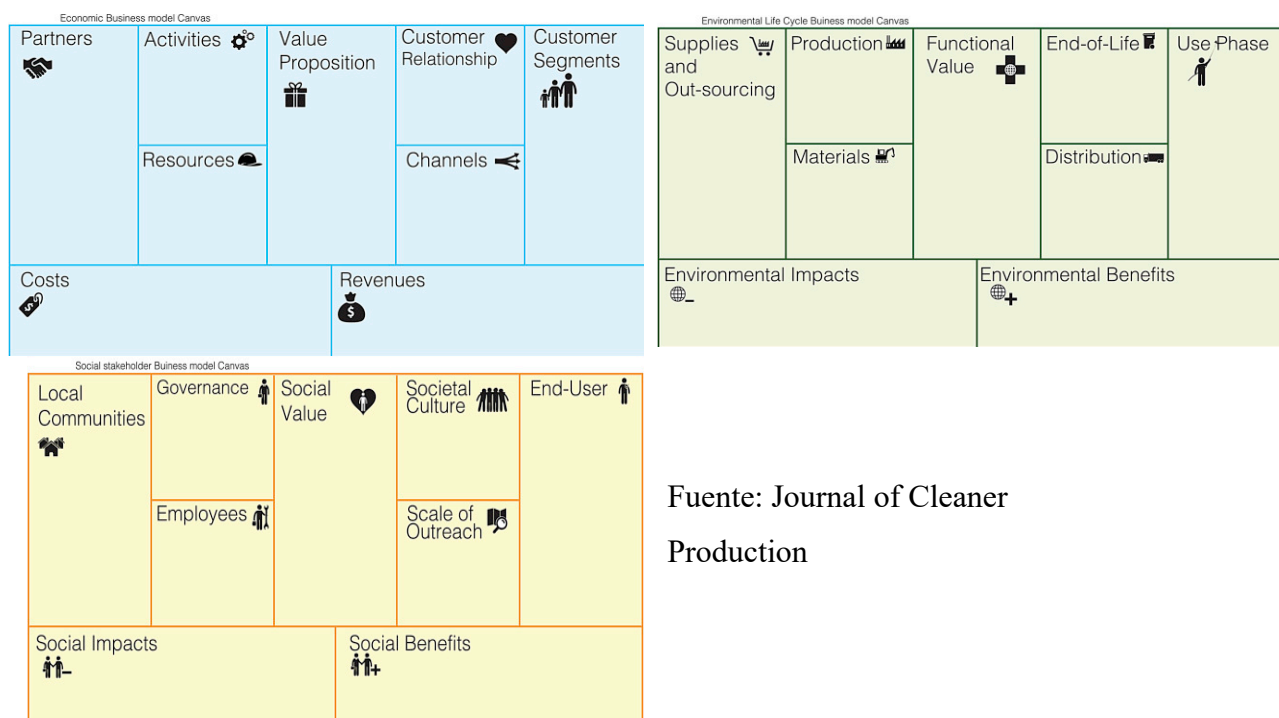 Economic Business model Canvas
Partners
Activities
Value
Proposition
Customer
Relationship
Customer
Segments
Resources
Channels
Costs
Revenues
Environmental Life Cycle Buiness model Canvas
Supplies
and
Out-sourcing
Production
Functional
Value
End-of-Life
Use Phase
Materials
Distribution
Environmental Impacts
Environmental Benefits
Social stakeholder Buiness model Canvas
Local
Communities
Governance
Social
Value
Societal
Culture
End-User
Employees
Scale of
Outreach
Social Impacts
Social Benefits
Fuente: Journal of Cleaner
Production